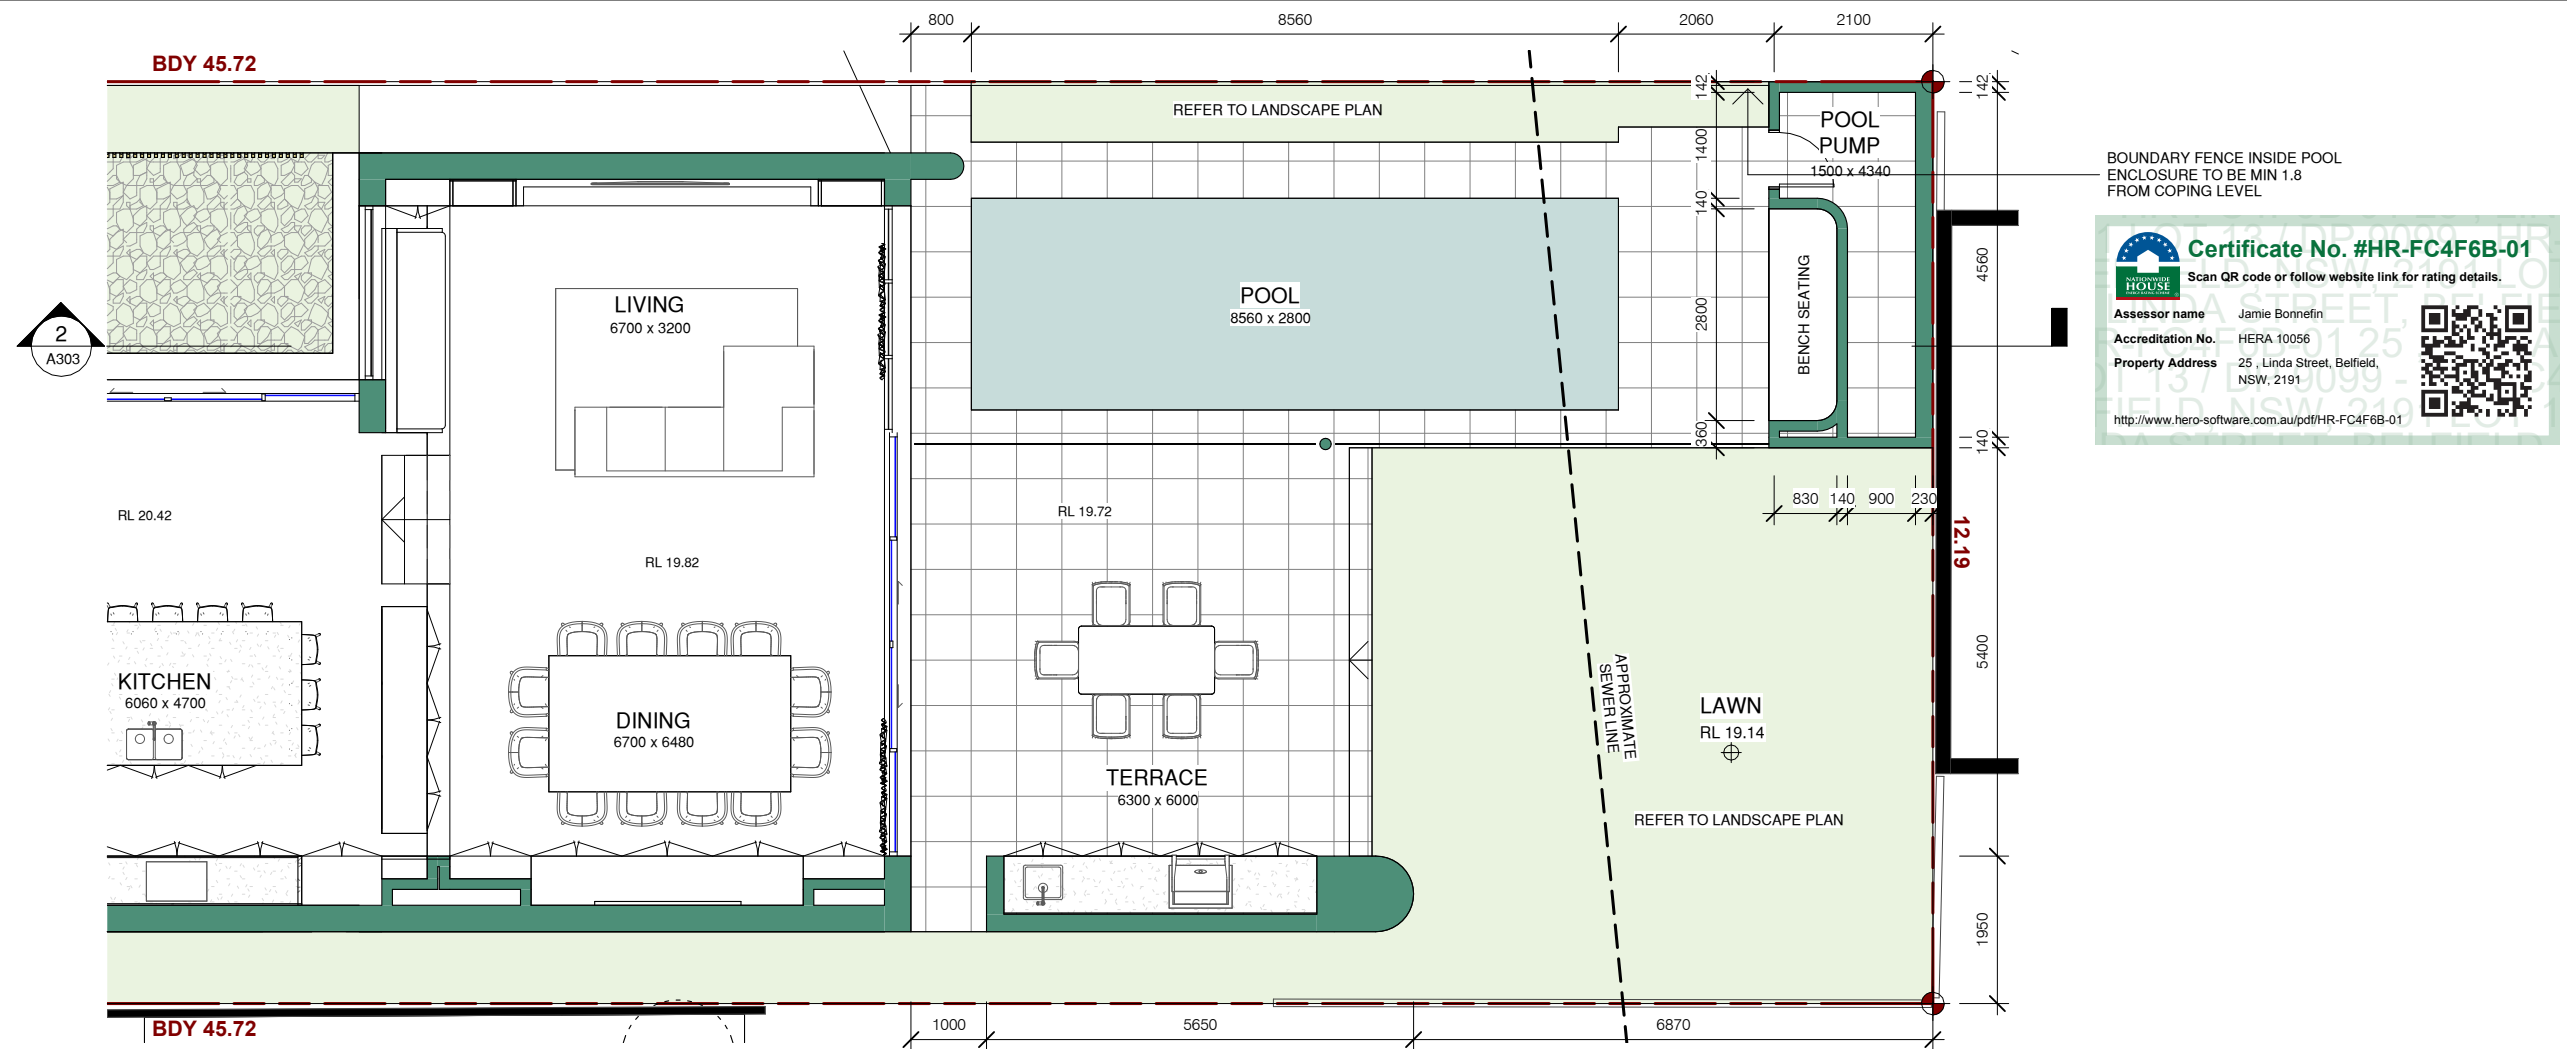 800
8560
2060
2100
BDY 45.72
142
142
REFER TO LANDSCAPE PLAN
POOL
PUMP
1500 x 4340
1400
140
BOUNDARY FENCE INSIDE POOL
ENCLOSURE TO BE MIN 1.8
FROM COPING LEVEL
Certificate No. #HR-FC4F6B-01
Scan QR code or follow website link for rating details.
NATIONWIDE
HOUSE
ENERGY RATING SCHEME
Assessor name Jamie Bonnefin
Accreditation No. HERA 10056
Property Address 25 , Linda Street, Belfield,
NSW, 2191
http://www.hero-software.com.au/pdf/HR-FC4F6B-01
4560
LIVING
6700 x 3200
POOL
8560 x 2800
2800
BENCH SEATING
2
A303
360
140
RL 20.42
RL 19.72
830
140
900
230
12.19
RL 19.82
5400
APPROXIMATE
SEWER LINE
KITCHEN
6060 x 4700
DINING
6700 x 6480
LAWN
RL 19.14
TERRACE
6300 x 6000
REFER TO LANDSCAPE PLAN
1950
BDY 45.72
1000
5650
6870